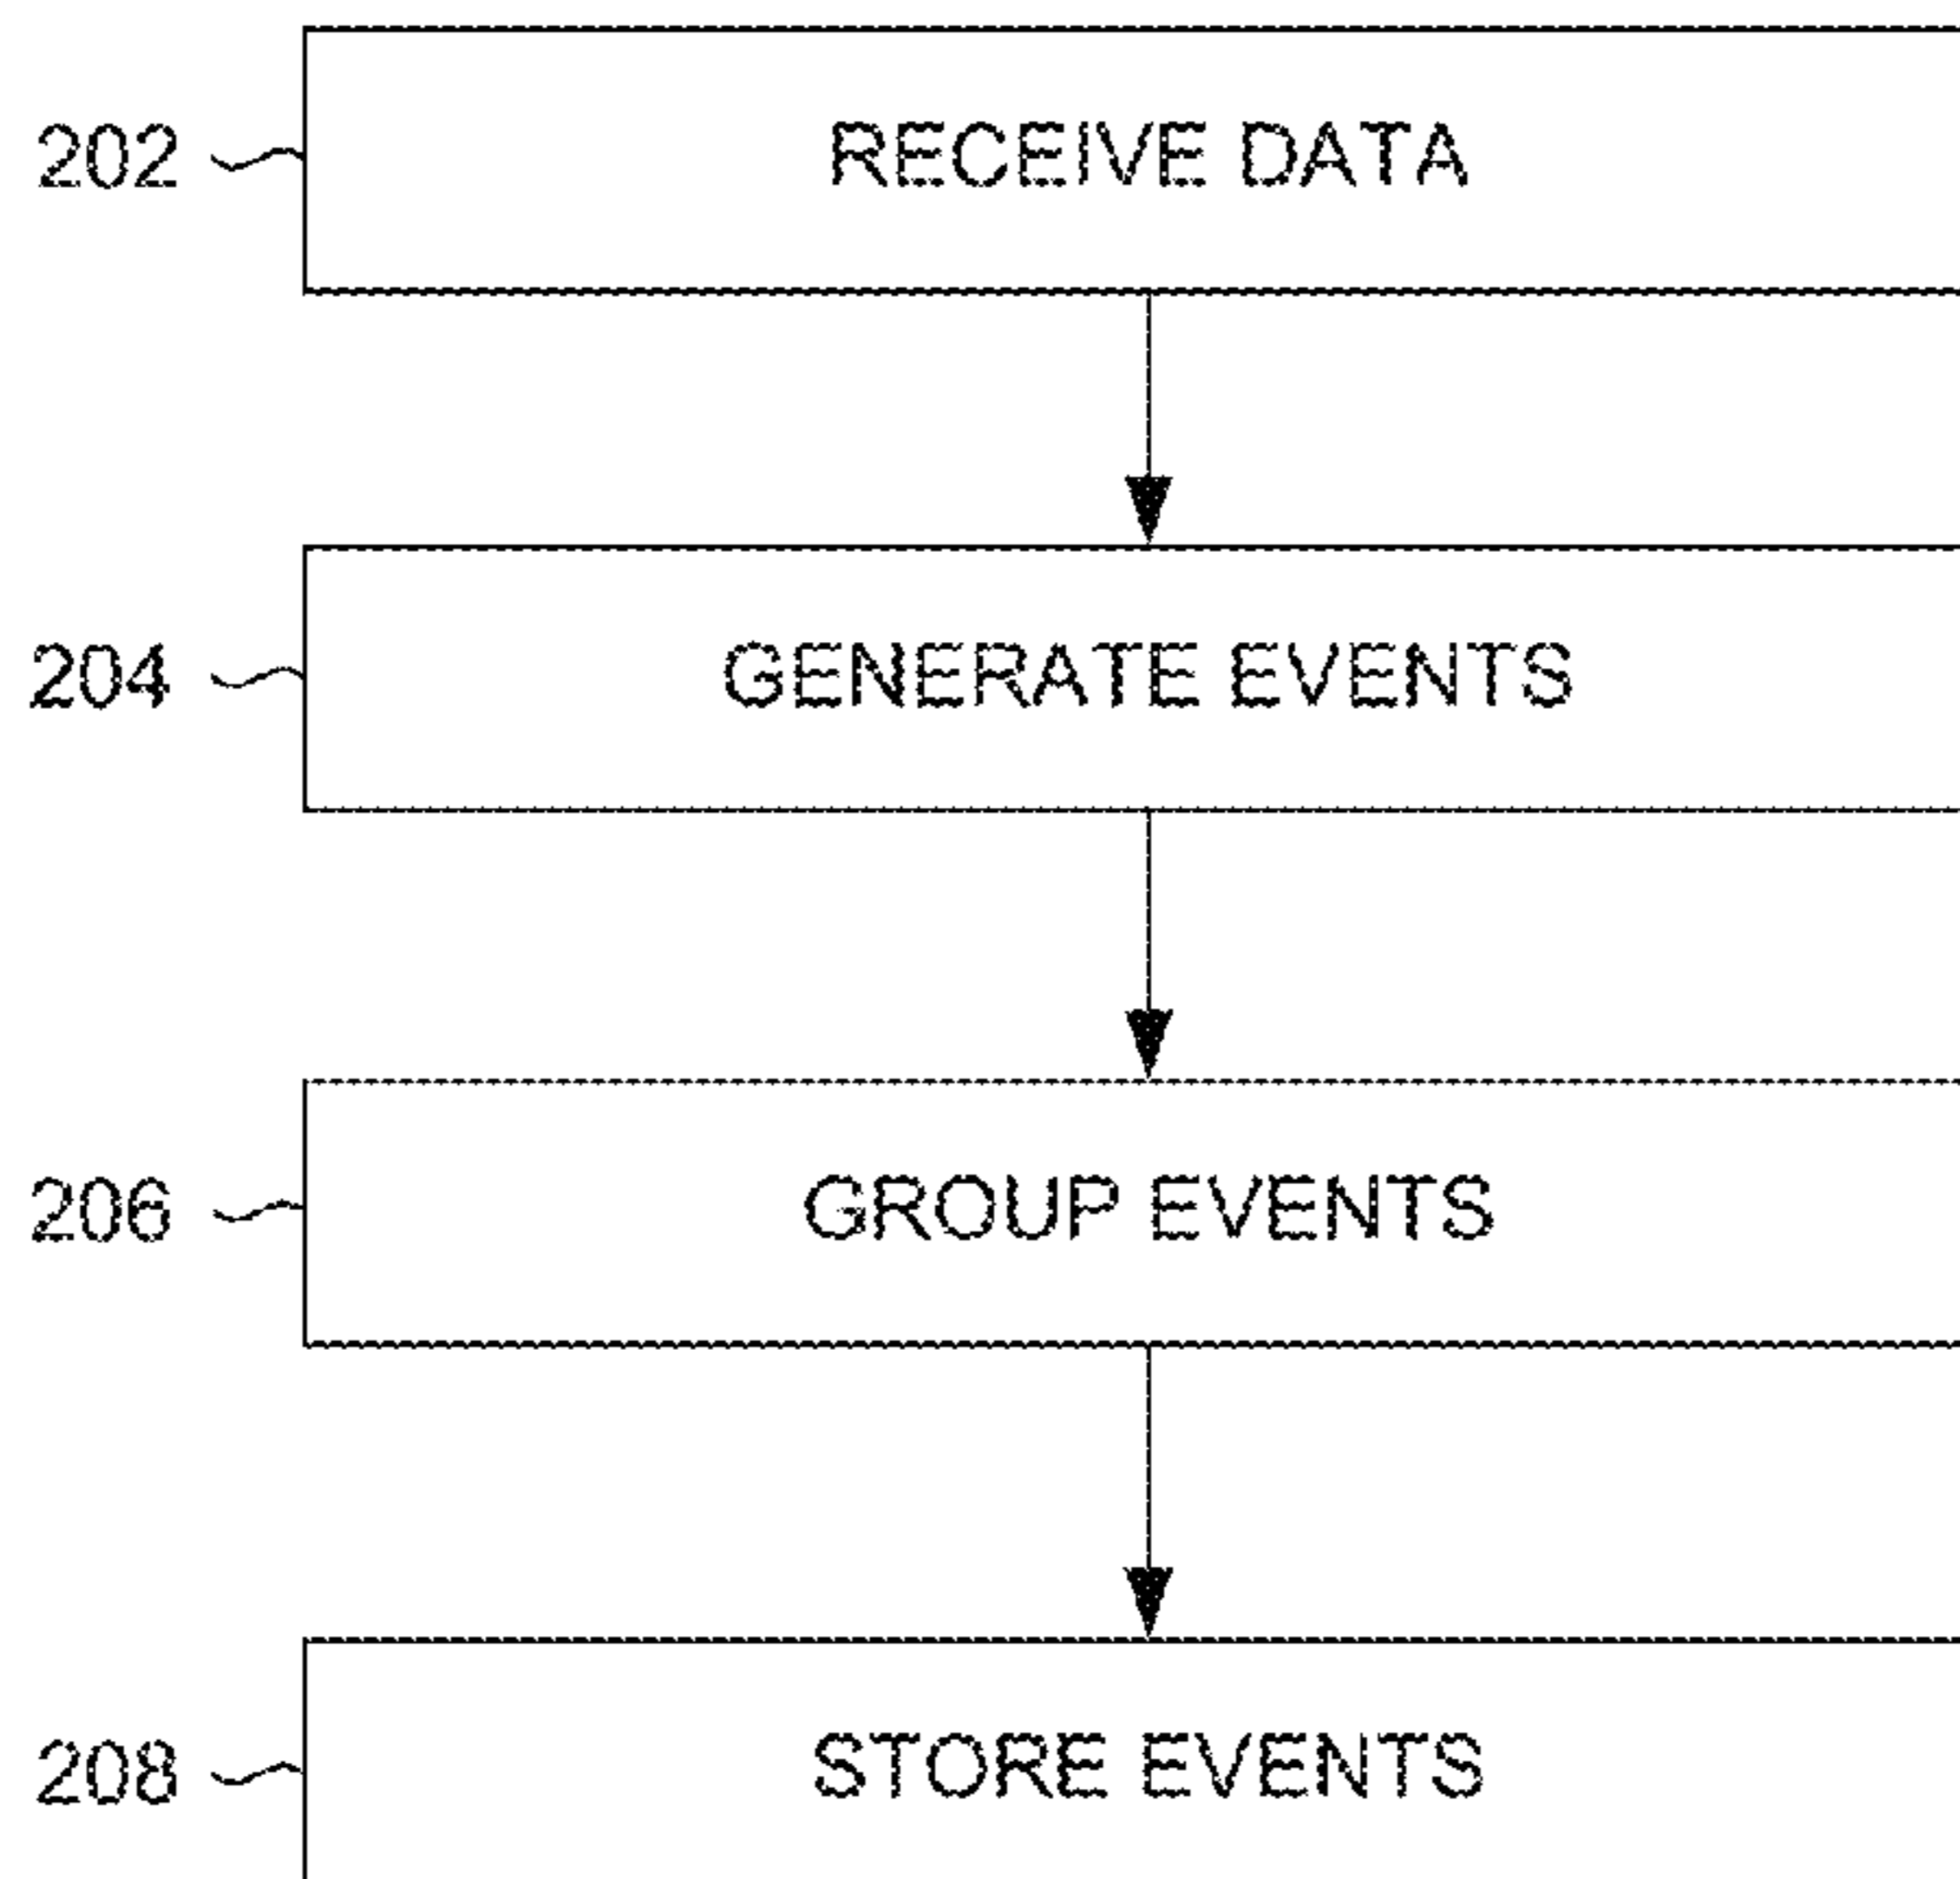 202 RECEIVE DATA
204 GENERATE EVENTS
206 GROUP EVENTS
208 STORE EVENTS